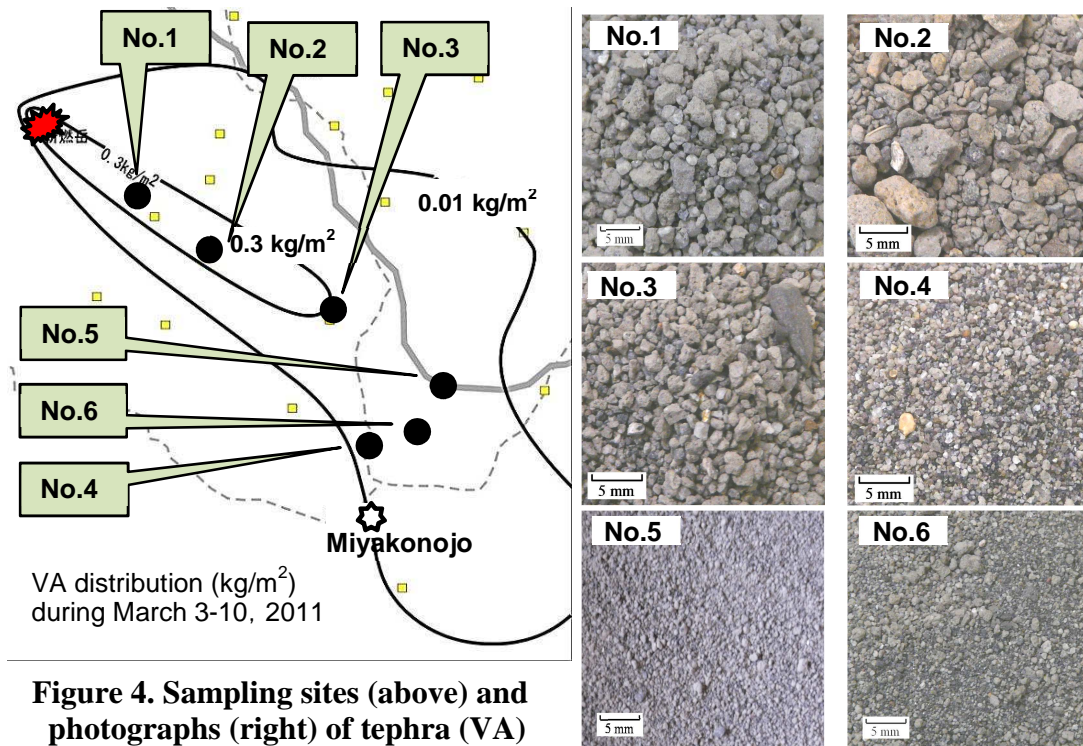 No.1
No.2
No.3
新燃岳
0.3kg/m²
0.01 kg/m²
0.3 kg/m²
No.5
No.6
No.4
Miyakonojo
VA distribution (kg/m²)
during March 3-10, 2011
Figure 4. Sampling sites (above) and
photographs (right) of tephra (VA)
No.1
5 mm
No.2
5 mm
No.3
5 mm
No.4
5 mm
No.5
5 mm
No.6
5 mm